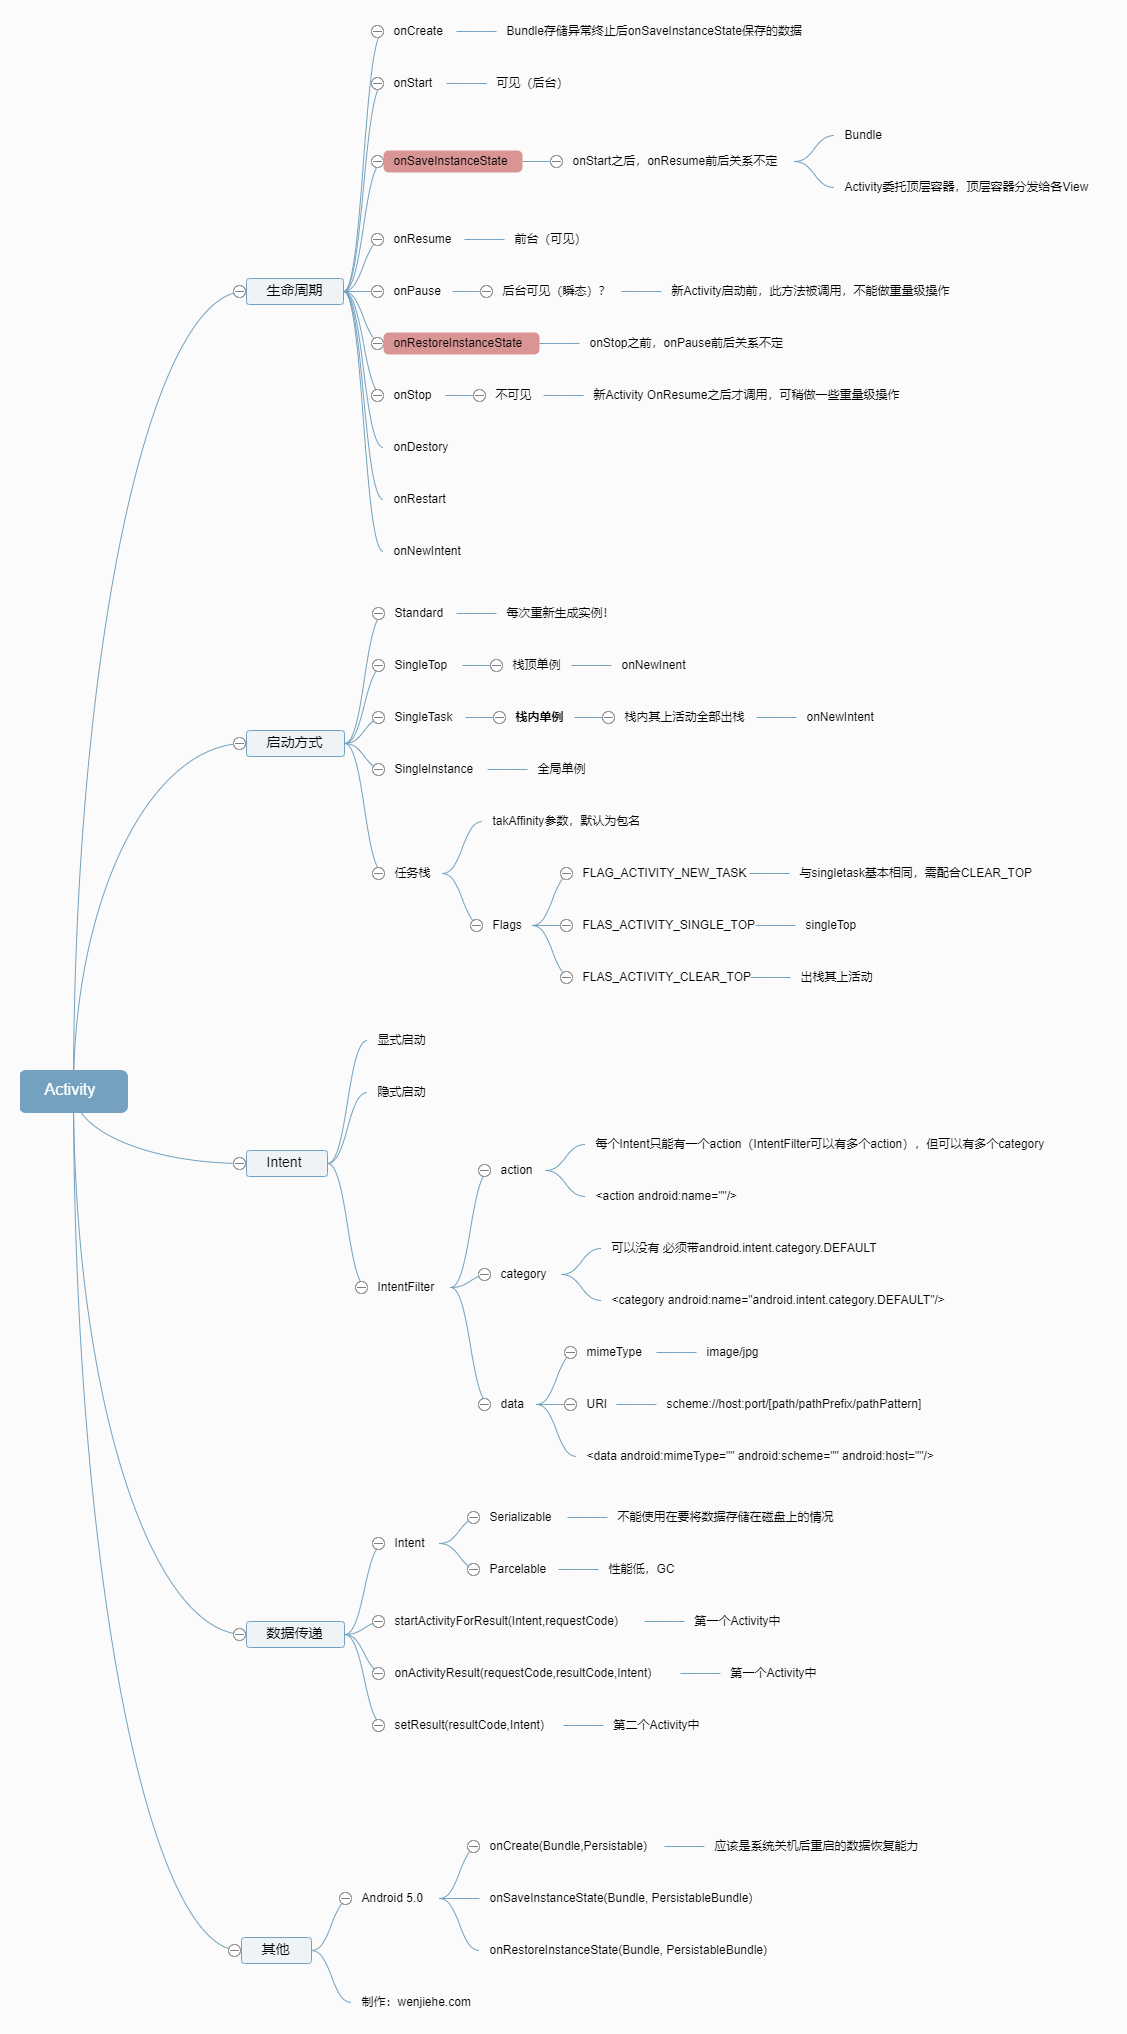 Activity
生命周期
onCreate
Bundle存储异常终止后onSaveInstanceState保存的数据
onStart
可见（后台）
onSaveInstanceState
onStart之后，onResume前后关系不定
Bundle
Activity委托顶层容器，顶层容器分发给各View
onResume
前台（可见）
onPause
后台可见（瞬态）？
新Activity启动前，此方法被调用，不能做重量级操作
onRestoreInstanceState
onStop之前，onPause前后关系不定
onStop
不可见
新Activity OnResume之后才调用，可稍做一些重量级操作
onDestory
onRestart
onNewIntent
启动方式
Standard
每次重新生成实例！
SingleTop
栈顶单例
onNewInent
SingleTask
栈内单例
栈内其上活动全部出栈
onNewIntent
SingleInstance
全局单例
任务栈
takAffinity参数，默认为包名
Flags
FLAG_ACTIVITY_NEW_TASK
与singletask基本相同，需配合CLEAR_TOP
FLAS_ACTIVITY_SINGLE_TOP
singleTop
FLAS_ACTIVITY_CLEAR_TOP
出栈其上活动
Intent
显式启动
隐式启动
IntentFilter
action
每个Intent只能有一个action（IntentFilter可以有多个action），但可以有多个category
<action android:name=""/>
category
可以没有 必须带android.intent.category.DEFAULT
<category android:name="android.intent.category.DEFAULT"/>
data
mimeType
image/jpg
URI
scheme://host:port/[path/pathPrefix/pathPattern]
<data android:mimeType="" android:scheme="" android:host=""/>
数据传递
Intent
Serializable
不能使用在要将数据存储在磁盘上的情况
Parcelable
性能低，GC
startActivityForResult(Intent,requestCode)
第一个Activity中
onActivityResult(requestCode,resultCode,Intent)
第一个Activity中
setResult(resultCode,Intent)
第二个Activity中
其他
Android 5.0
onCreate(Bundle,Persistable)
应该是系统关机后重启的数据恢复能力
onSaveInstanceState(Bundle, PersistableBundle)
onRestoreInstanceState(Bundle, PersistableBundle)
制作：wenjiehe.com